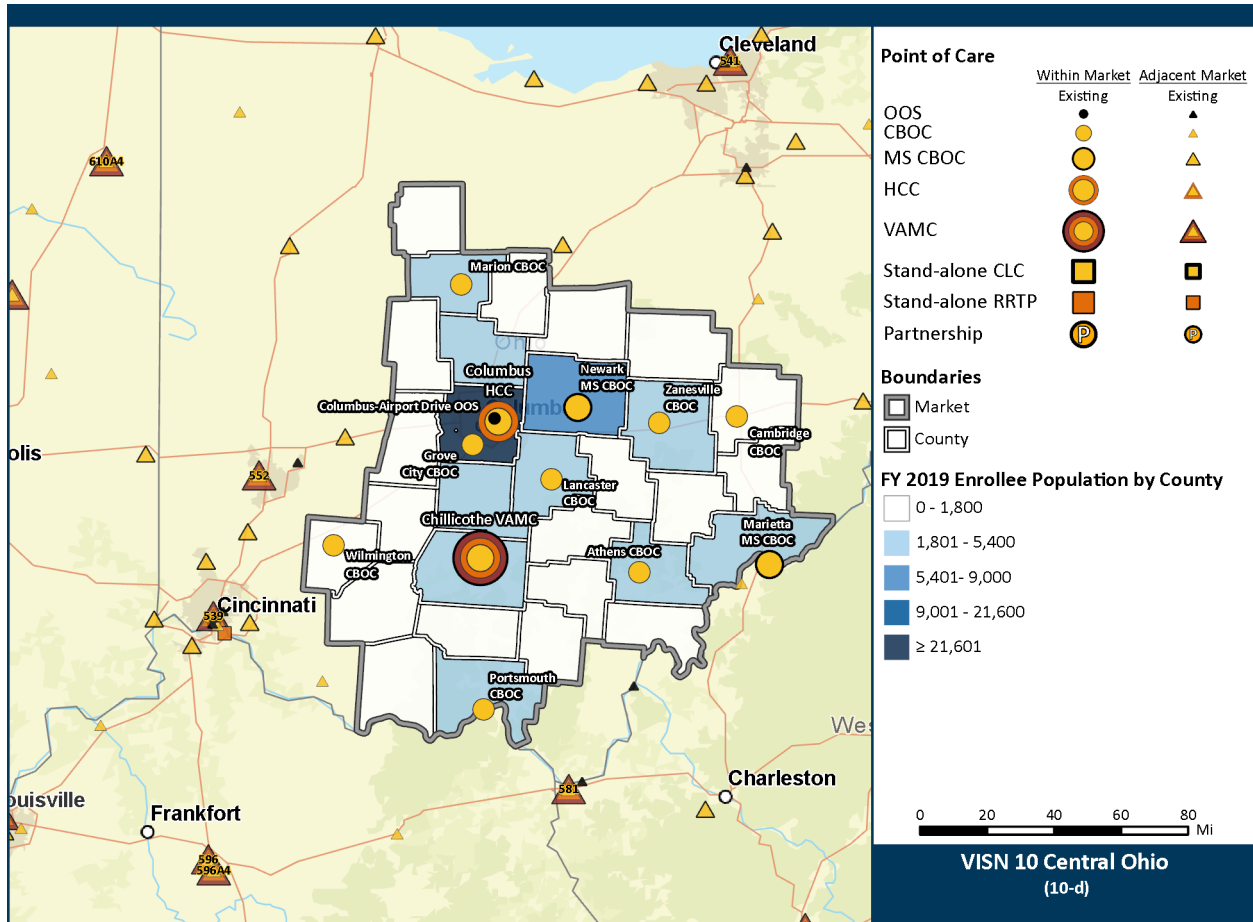 Cleveland
541
610A4
Marion CBOC
Ohio
Columbus
HCC
Newark
MS CBOC
Zanesville
CBOC
Columbus-Airport Drive OOS
Columbus
Cambridge
CBOC
Grove
City CBOC
Lancaster
CBOC
olis
552
Chillicothe VAMC
Marietta
MS CBOC
Athens CBOC
Wilmington
CBOC
Cincinnati
539
Portsmouth
CBOC
Wes
581
Charleston
ouisville
Frankfort
596
596A4
Point of Care
Within Market
Adjacent Market
Existing
Existing
OOS
CBOC
MS CBOC
HCC
VAMC
Stand-alone CLC
Stand-alone RRTP
Partnership
P
P
Boundaries
Market
County
FY 2019 Enrollee Population by County
0 - 1,800
1,801 - 5,400
5,401- 9,000
9,001 - 21,600
≥ 21,601
0 20 40 60 80
Mi
VISN 10 Central Ohio
(10-d)